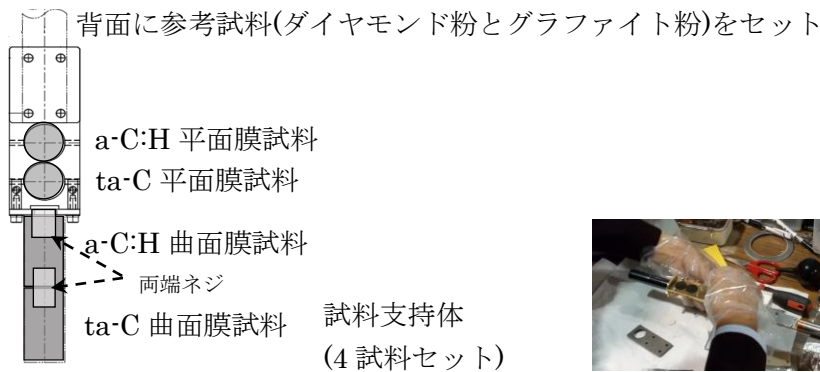 背面に参考試料(ダイヤモンド粉とグラファイト粉)をセット
a-C:H 平面膜試料
ta-C 平面膜試料
a-C:H 曲面膜試料
両端ネジ
ta-C 曲面膜試料
試料支持体
(4 試料セット)